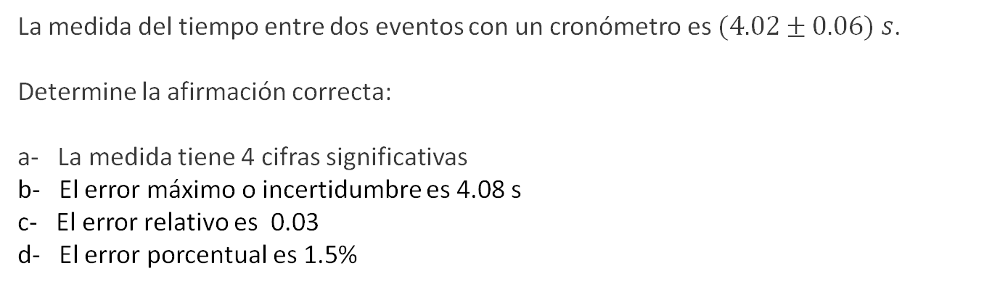 La medida del tiempo entre dos eventos con un cronómetro es (4.02 ± 0.06) s.
Determine la afirmación correcta:
a- La medida tiene 4 cifras significativas
b- El error máximo o incertidumbre es 4.08 s
c- El error relativo es 0.03
d- El error porcentual es 1.5%